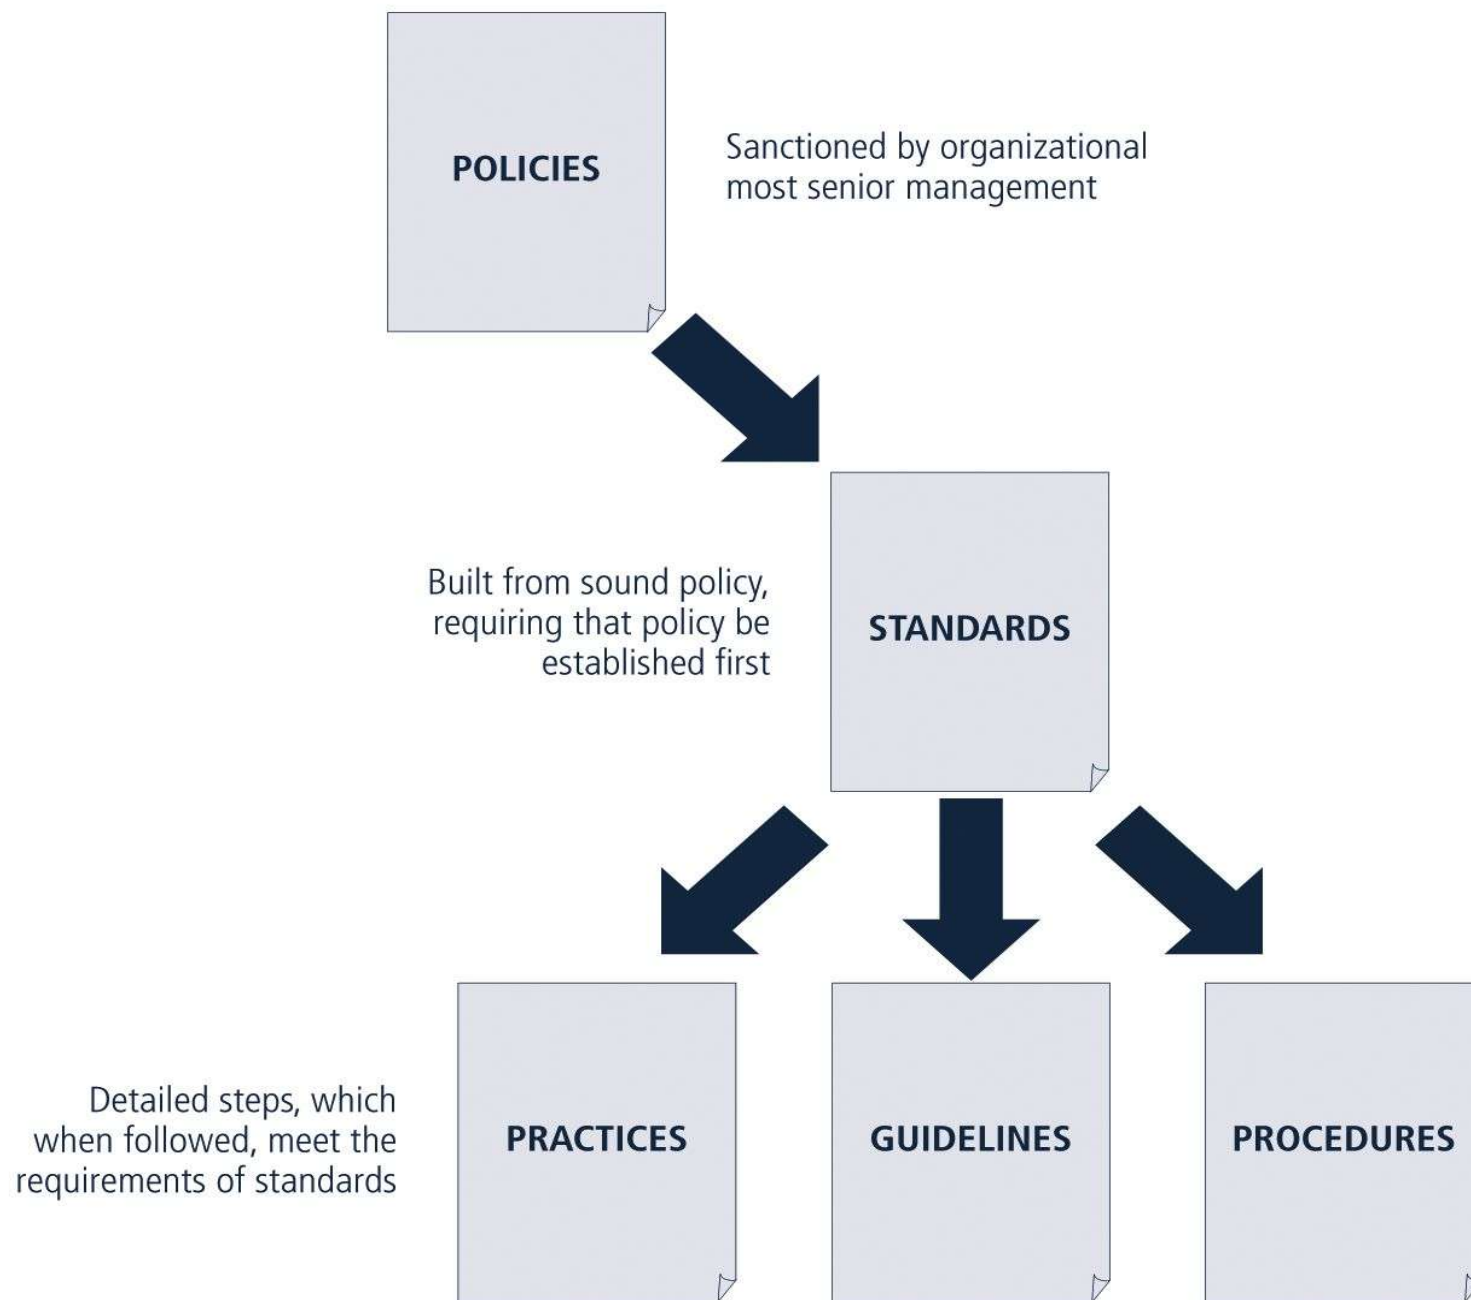 POLICIES
Sanctioned by organizational
most senior management
Built from sound policy,
requiring that policy be
established first
STANDARDS
Detailed steps, which
when followed, meet the
requirements of standards
PRACTICES
GUIDELINES
PROCEDURES